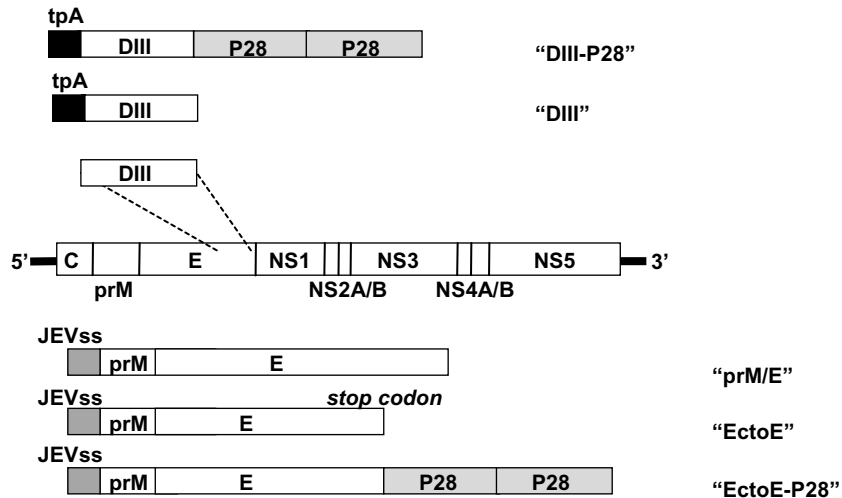 tpA
DIII P28 P28 “DIII-P28”
tpA
DIII “DIII”
DIII
5’ C E NS1 NS3 NS5 3’
prM NS2A/B NS4A/B
JEVss
prM E “prM/E”
JEVss stop codon
prM E “EctoE”
JEVss
prM E P28 P28 “EctoE-P28”